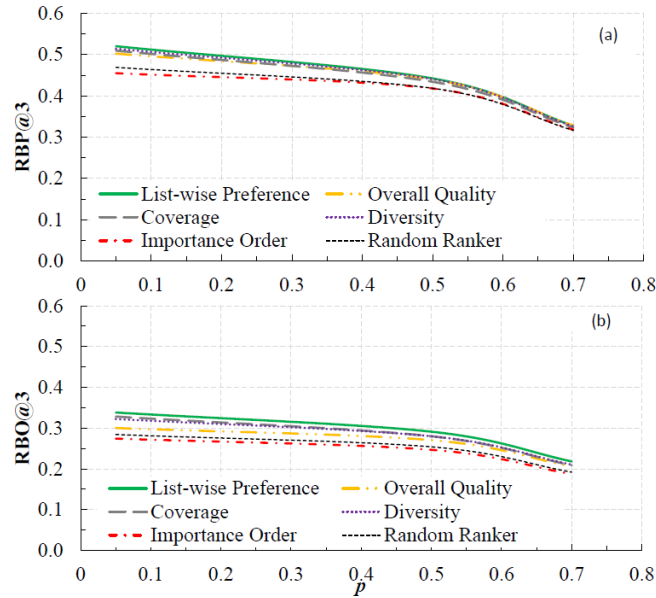 (a)
RBP@3
0.6
0.5
0.4
0.3
0.2
0.1
0.0
List-wise Preference Overall Quality
Coverage Diversity
Importance Order Random Ranker
0 0.1 0.2 0.3 0.4 0.5 0.6 0.7 0.8
(b)
RBO@3
0.6
0.5
0.4
0.3
0.2
0.1
0.0
List-wise Preference Overall Quality
Coverage Diversity
Importance Order Random Ranker
0 0.1 0.2 0.3 0.4 0.5 0.6 0.7 0.8
p